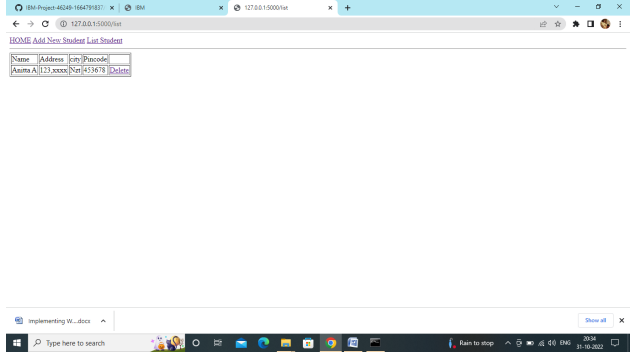 IBM-Project-46249-1664791837 IBM 127.0.0.1:5000/list
127.0.0.1:5000/list
HOME Add New Student List Student
Name Address city Pincode
Anitta A 123,xxxx Nzt 453678 Delete
Implementing W....docx Show all
Type here to search Rain to stop ENG 20:34
31-10-2022